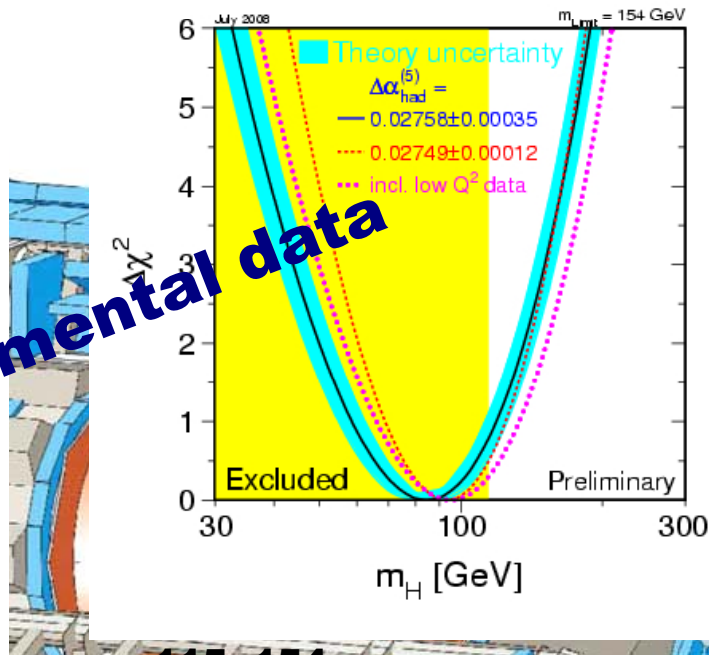 July 2008
m_Limit = 154 GeV
Theory uncertainty
Δα_had^(5) =
0.02758±0.00035
0.02749±0.00012
incl. low Q² data
6
5
4
3
2
1
0
Δχ²
mental data
Excluded
Preliminary
30
100
300
m_H [GeV]